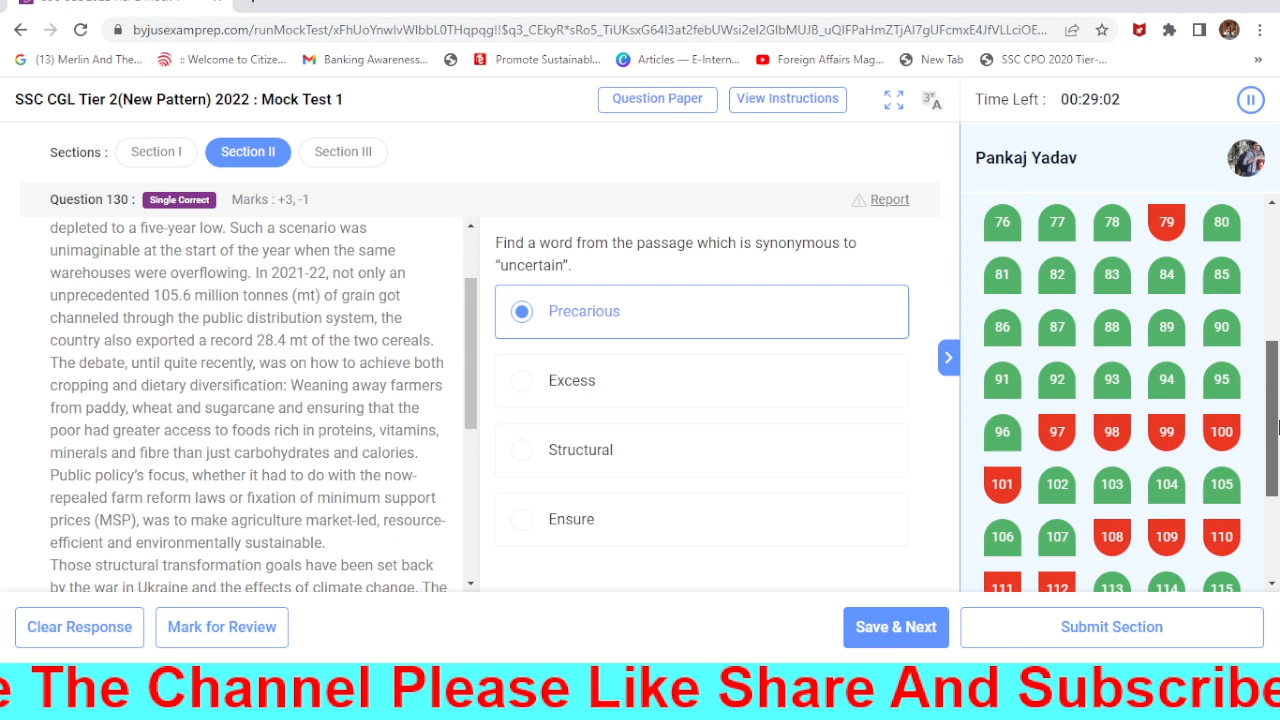 byjusexamprep.com/runMockTest/xFhUoYnwIvWlbbL0THqpqg!!$q3_CEkyR*sRo5_TiUKsxG64I3at2febUWsi2eI2GlbMUJB_uQIFPaHmZTjAI7gUFcmxE4JfVLLciOE...
(13) Merlin And The...
:: Welcome to Citize...
Banking Awareness...
Promote Sustainabl...
Articles — E-Intern...
Foreign Affairs Mag...
New Tab
SSC CPO 2020 Tier-...
»
SSC CGL Tier 2(New Pattern) 2022 : Mock Test 1
Question Paper
View Instructions
Time Left : 00:29:02
Sections : Section I Section II Section III
Pankaj Yadav
Question 130 : Single Correct Marks : +3, -1
Report
depleted to a five-year low. Such a scenario was
unimaginable at the start of the year when the same
warehouses were overflowing. In 2021-22, not only an
unprecedented 105.6 million tonnes (mt) of grain got
channeled through the public distribution system, the
country also exported a record 28.4 mt of the two cereals.
The debate, until quite recently, was on how to achieve both
cropping and dietary diversification: Weaning away farmers
from paddy, wheat and sugarcane and ensuring that the
poor had greater access to foods rich in proteins, vitamins,
minerals and fibre than just carbohydrates and calories.
Public policy's focus, whether it had to do with the now-
repealed farm reform laws or fixation of minimum support
prices (MSP), was to make agriculture market-led, resource-
efficient and environmentally sustainable.
Those structural transformation goals have been set back
by the war in Ukraine and the effects of climate change. The
Find a word from the passage which is synonymous to
“uncertain”.
Precarious
Excess
Structural
Ensure
76 77 78 79 80
81 82 83 84 85
86 87 88 89 90
91 92 93 94 95
96 97 98 99 100
101 102 103 104 105
106 107 108 109 110
111 112 113 114 115
Clear Response
Mark for Review
Save & Next
Submit Section
e The Channel Please Like Share And Subscribe